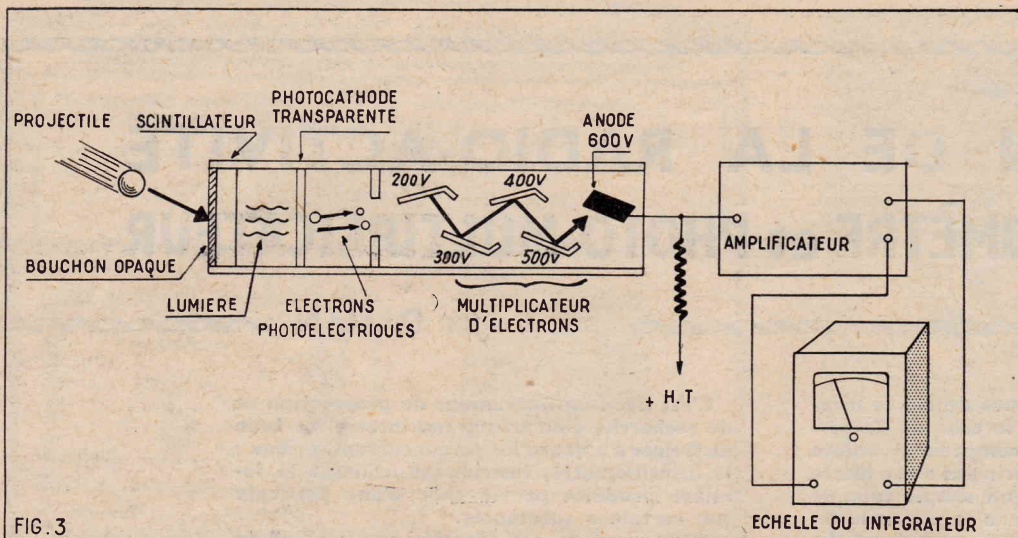 PROJECTILE
SCINTILLATEUR
PHOTOCATHODE
TRANSPARENTE
ANODE
600V
200V
400V
300V
500V
BOUCHON OPAQUE
LUMIERE
ELECTRONS
PHOTOELECTRIQUES
MULTIPLICATEUR
D'ELECTRONS
AMPLIFICATEUR
+ H.T
ECHELLE OU INTEGRATEUR
FIG.3